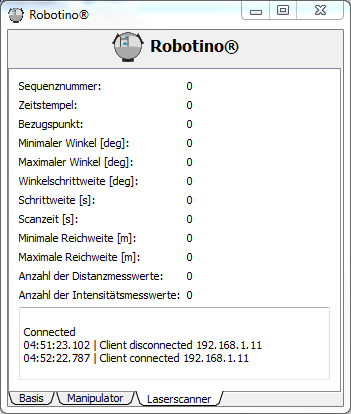 Robotino®
Robotino®
Sequenznummer: 0
Zeitstempel: 0
Bezugspunkt: 0
Minimaler Winkel [deg]: 0
Maximaler Winkel [deg]: 0
Winkelschrittweite [deg]: 0
Schrittweite [s]: 0
Scanzeit [s]: 0
Minimale Reichweite [m]: 0
Maximale Reichweite [m]: 0
Anzahl der Distanzmesswerte: 0
Anzahl der Intensitätsmesswerte: 0
Connected
04:51:23.102 | Client disconnected 192.168.1.11
04:52:22.787 | Client connected 192.168.1.11
Basis Manipulator Laserscanner